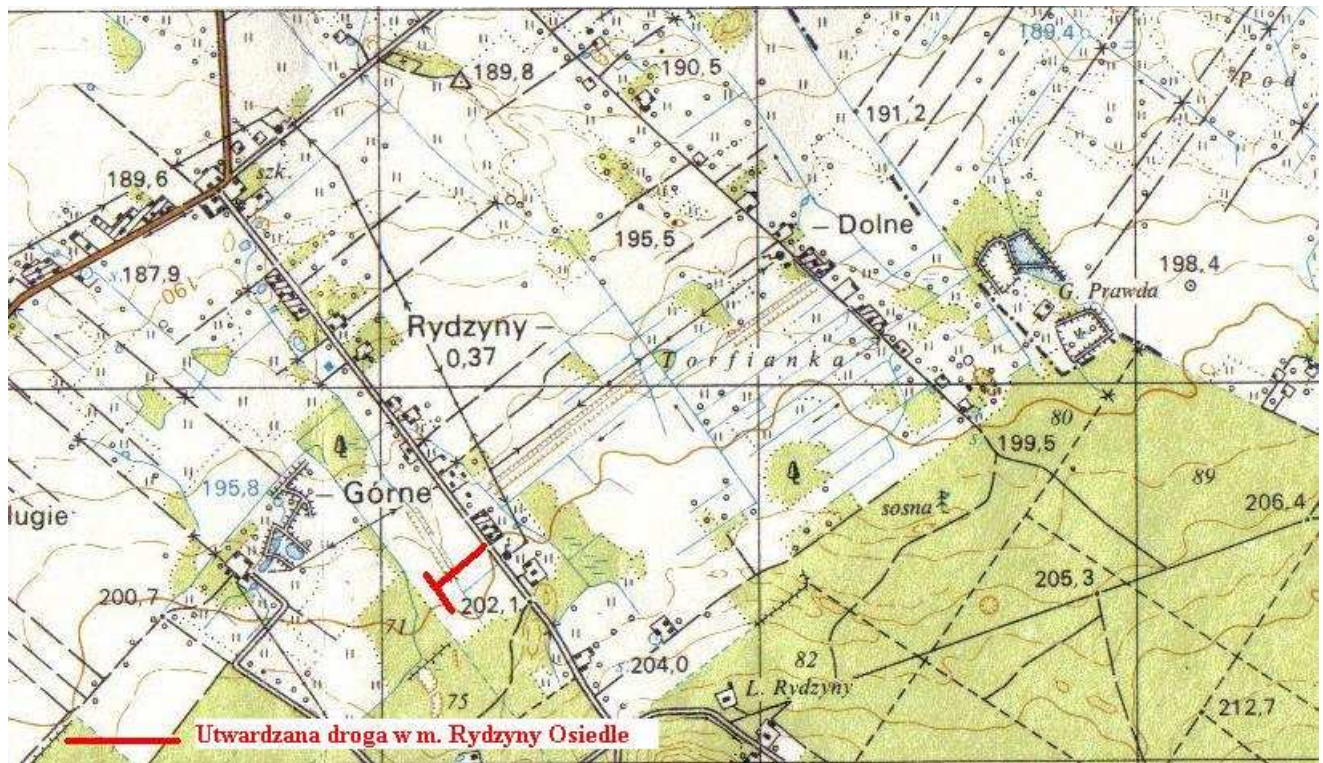 189,8
190,5
189,4
P o d
191,2
szk.
189,6
195,5
– Dolne
187,9
190
198,4
G. Prawda
Rydzyny –
0,37
Torfianka
80
199,5
89
195,8
– Górne
ługie
sosna
206,4
205,3
200,7
202,1
71
204,0
82
75
L. Rydzyny
212,7
Utwardzana droga w m. Rydzyny Osiedle